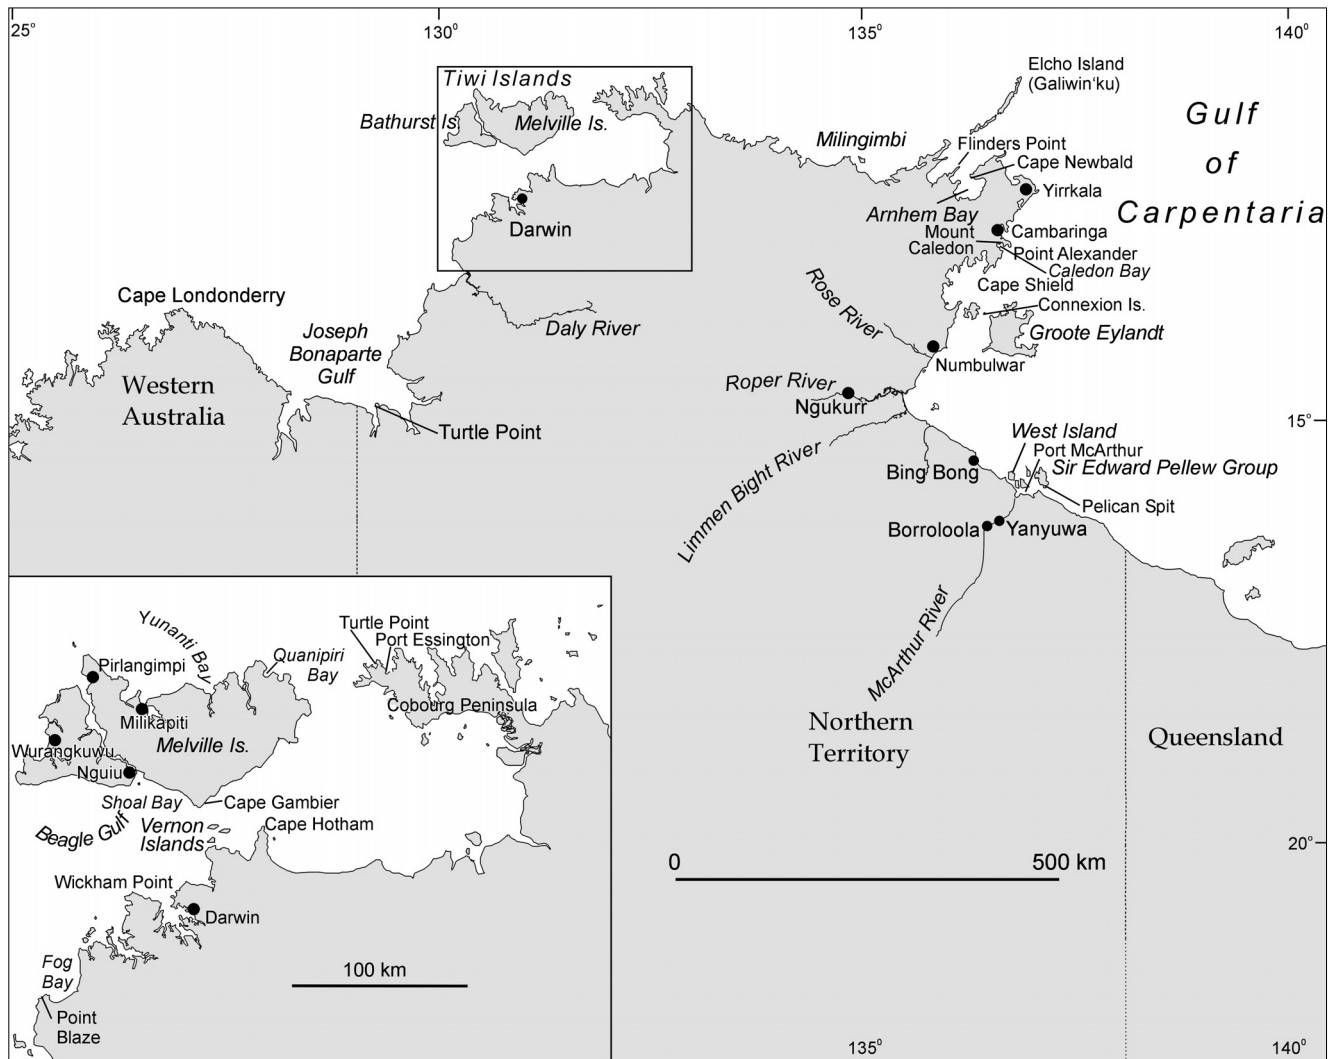 25°
130°
135°
140°
Tiwi Islands
Bathurst Is.
Melville Is.
Darwin
Milingimbi
Elcho Island
(Galiwin‘ku)
Gulf
of
Carpentaria
Flinders Point
Cape Newbald
Yirrkala
Arnhem Bay
Mount
Caledon
Cambaringa
Point Alexander
Caledon Bay
Cape Shield
Connexion Is.
Groote Eylandt
Cape Londonderry
Joseph
Bonaparte
Gulf
Daly River
Rose River
Numbulwar
Western
Australia
Roper River
Ngukurr
Turtle Point
15°
Limmen Bight River
West Island
Port McArthur
Sir Edward Pellew Group
Bing Bong
Pelican Spit
Borroloola
Yanyuwa
McArthur River
Northern
Territory
Queensland
20°
0
500 km
Yunanti Bay
Turtle Point
Port Essington
Pirlangimpi
Quanipiri
Bay
Milikapiti
Cobourg Peninsula
Wurangkuwu
Melville Is.
Nguiu
Shoal Bay
Cape Gambier
Beagle Gulf
Vernon
Islands
Cape Hotham
Wickham Point
Darwin
Fog
Bay
100 km
Point
Blaze
135°
140°